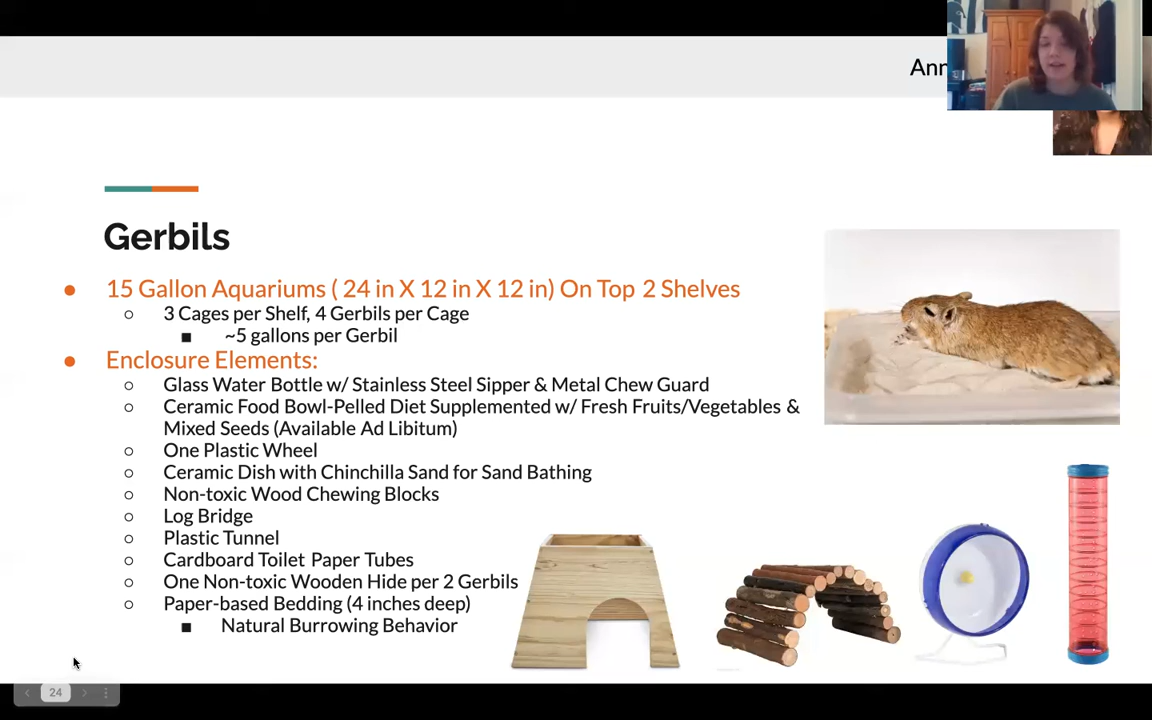 Ann
Gerbils
● 15 Gallon Aquariums ( 24 in X 12 in X 12 in) On Top 2 Shelves
○ 3 Cages per Shelf, 4 Gerbils per Cage
■ ~5 gallons per Gerbil
● Enclosure Elements:
○ Glass Water Bottle w/ Stainless Steel Sipper & Metal Chew Guard
○ Ceramic Food Bowl-Pelled Diet Supplemented w/ Fresh Fruits/Vegetables &
Mixed Seeds (Available Ad Libitum)
○ One Plastic Wheel
○ Ceramic Dish with Chinchilla Sand for Sand Bathing
○ Non-toxic Wood Chewing Blocks
○ Log Bridge
○ Plastic Tunnel
○ Cardboard Toilet Paper Tubes
○ One Non-toxic Wooden Hide per 2 Gerbils
○ Paper-based Bedding (4 inches deep)
■ Natural Burrowing Behavior
24